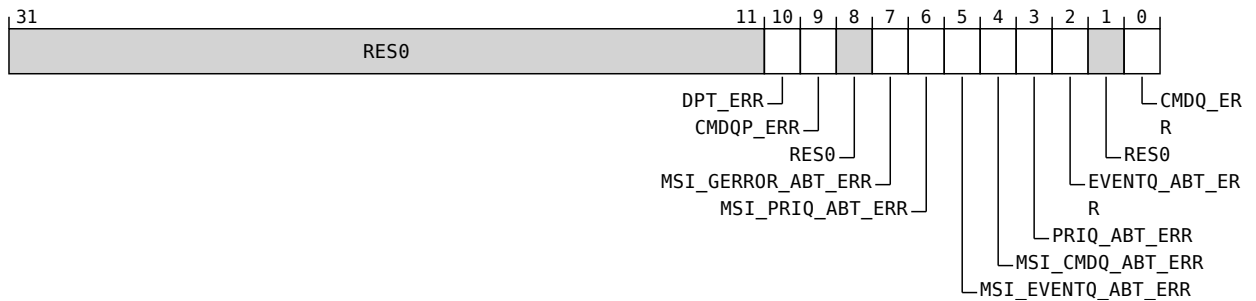 31 11 10 9 8 7 6 5 4 3 2 1 0
RES0
DPT_ERR CMDQ_ER
CMDQP_ERR R
RES0 RES0
MSI_GERROR_ABT_ERR EVENTQ_ABT_ER
MSI_PRIQ_ABT_ERR R
PRIQ_ABT_ERR
MSI_CMDQ_ABT_ERR
MSI_EVENTQ_ABT_ERR